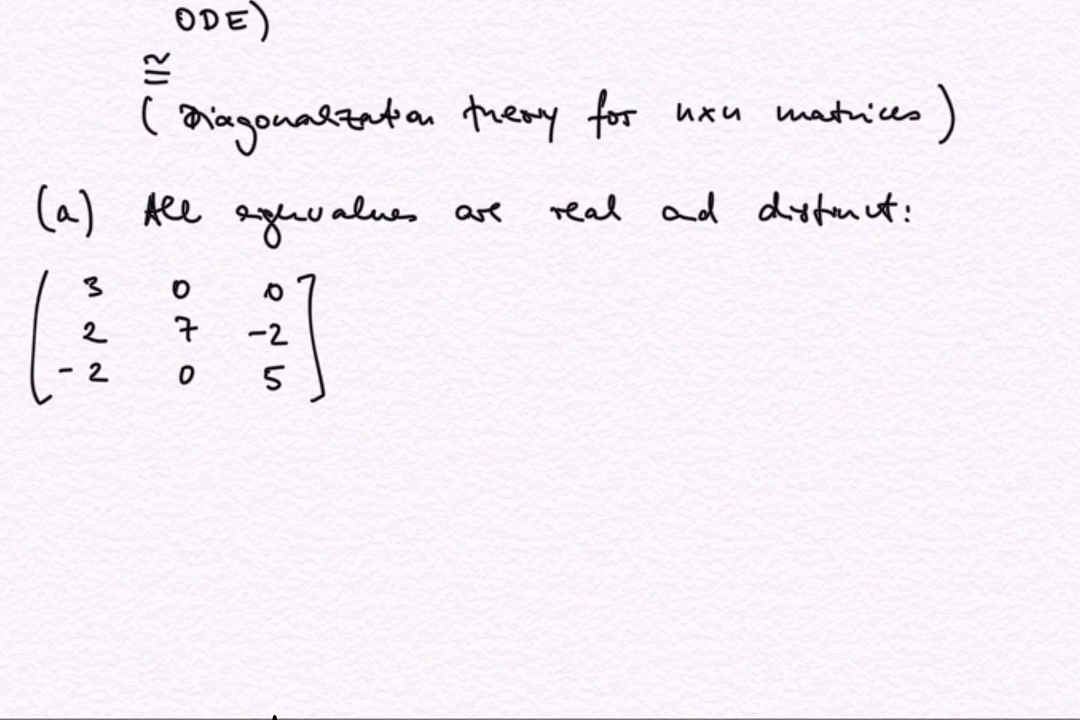 ODE)
≅
( Diagonalization theory for n×n matrices )
(a) All eigenvalues are real ad distinct:
3 0 0
2 7 -2
-2 0 5